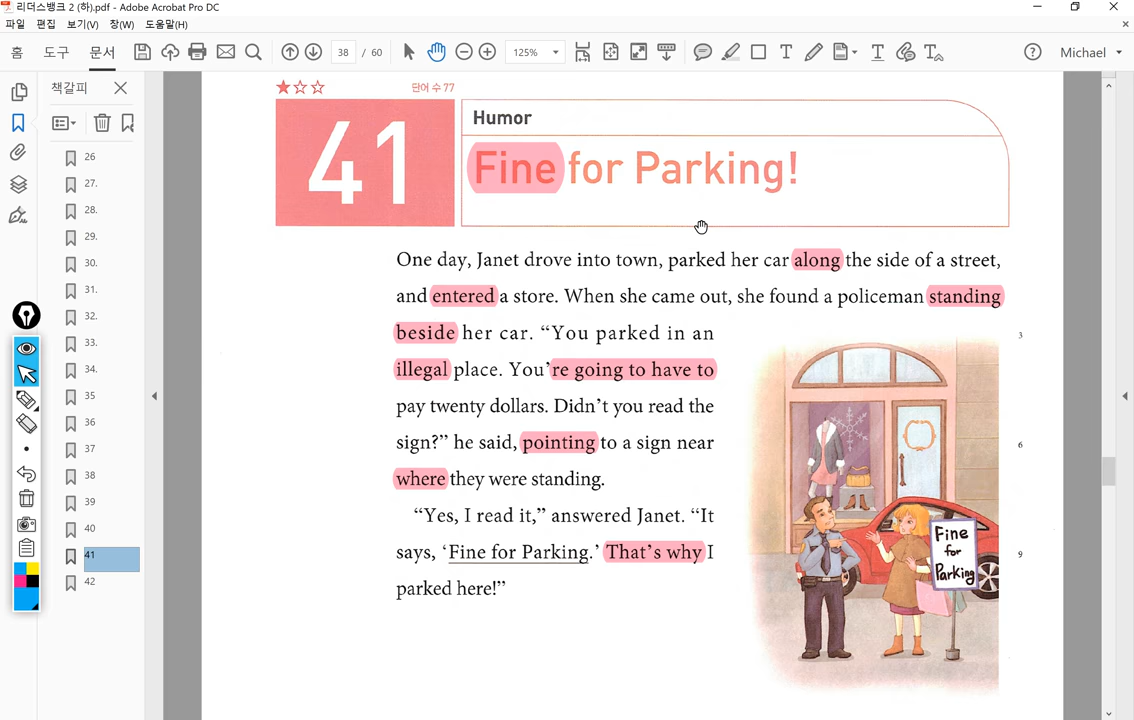 리더스뱅크 2 (하).pdf - Adobe Acrobat Pro DC
파일 편집 보기(V) 창(W) 도움말(H)
홈 도구 문서 38 / 60 125% Michael
책갈피
26
27.
28.
29.
30.
31.
32.
33.
34.
35
36
37
38
39
40
41
42
단어 수 77
41
Humor
Fine for Parking!
One day, Janet drove into town, parked her car along the side of a street,
and entered a store. When she came out, she found a policeman standing
beside her car. “You parked in an
3
illegal place. You’re going to have to
pay twenty dollars. Didn’t you read the
sign?” he said, pointing to a sign near
6
where they were standing.
“Yes, I read it,” answered Janet. “It
says, ‘Fine for Parking.’ That’s why I
9
parked here!”
Fine
for
Parking